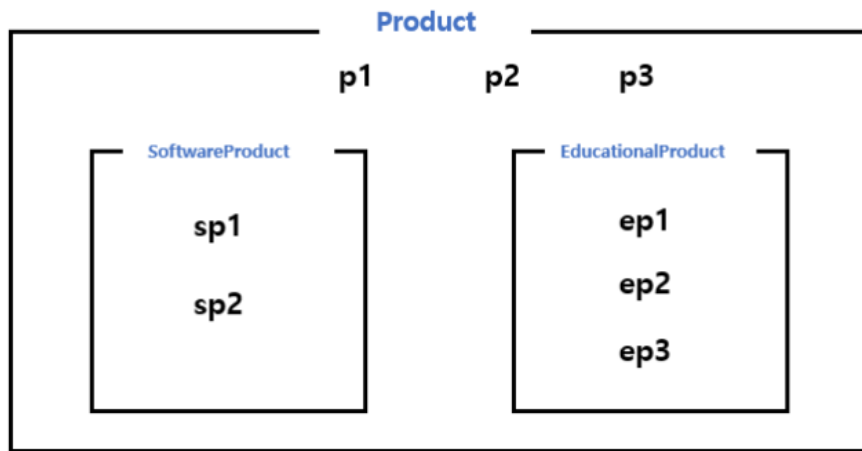 Product
p1 p2 p3
SoftwareProduct EducationalProduct
sp1 ep1
sp2 ep2
ep3